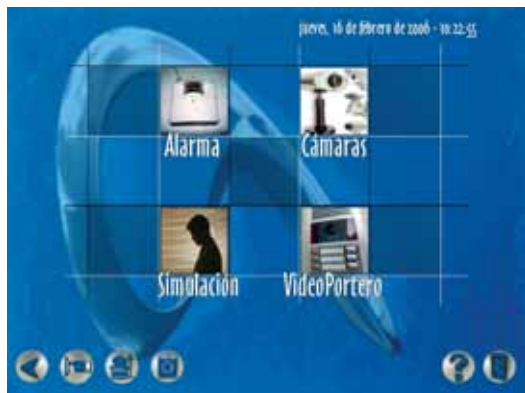 jueves, 16 de febrero de 2006 - 10:22:55
Alarma
Cámaras
Simulación
VideoPortero
?